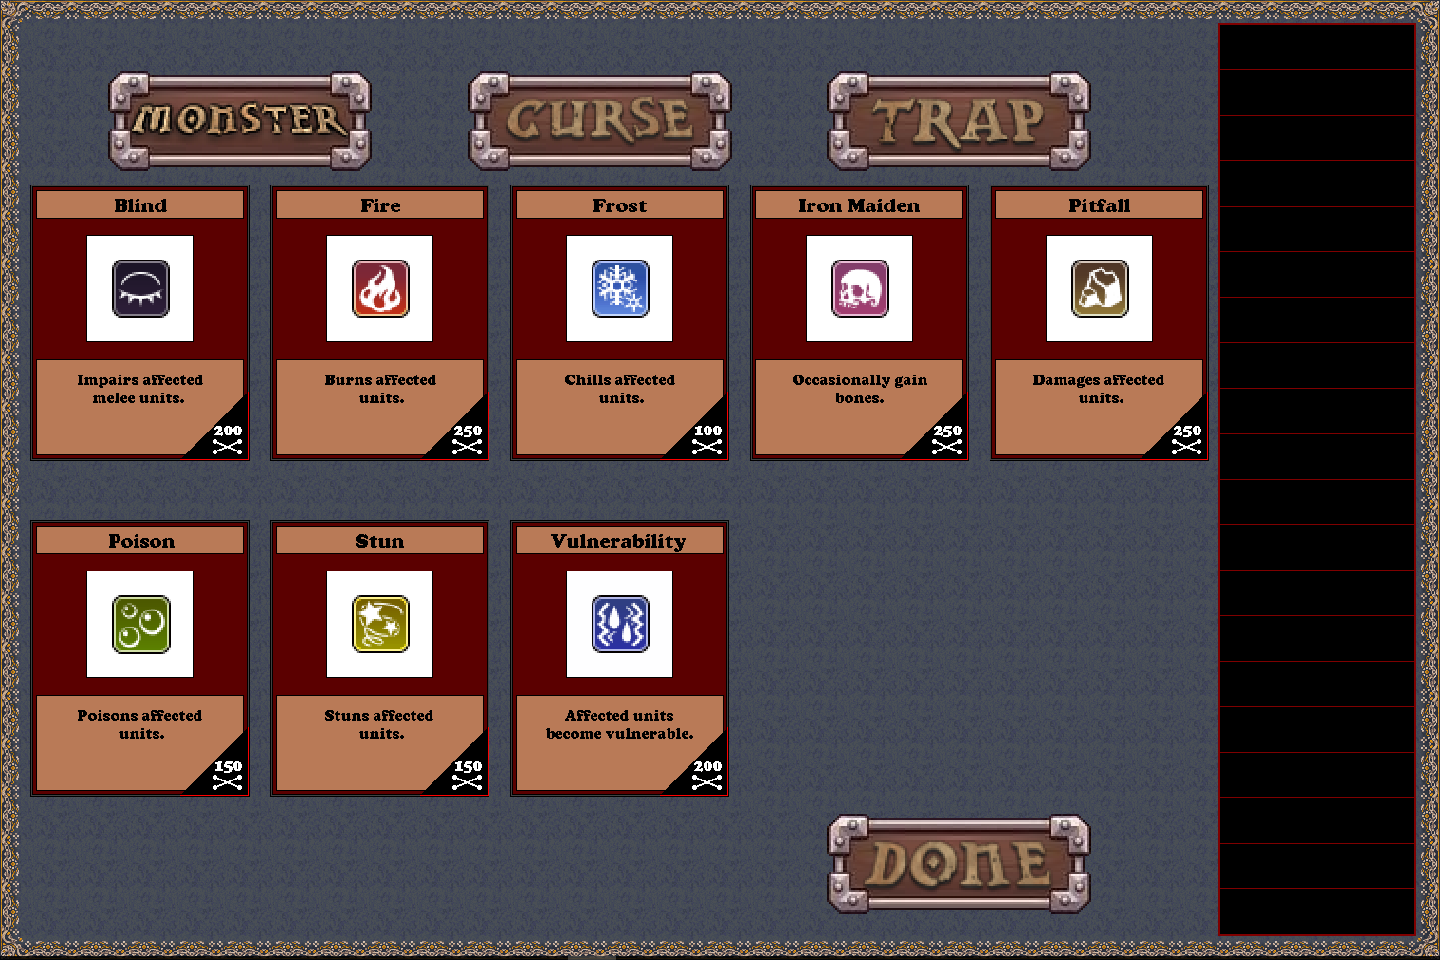 MONSTER
CURSE
TRAP
Blind
Impairs affected
melee units.
200
Fire
Burns affected
units.
250
Frost
Chills affected
units.
100
Iron Maiden
Occasionally gain
bones.
250
Pitfall
Damages affected
units.
250
Poison
Poisons affected
units.
150
Stun
Stuns affected
units.
150
Vulnerability
Affected units
become vulnerable.
200
DONE